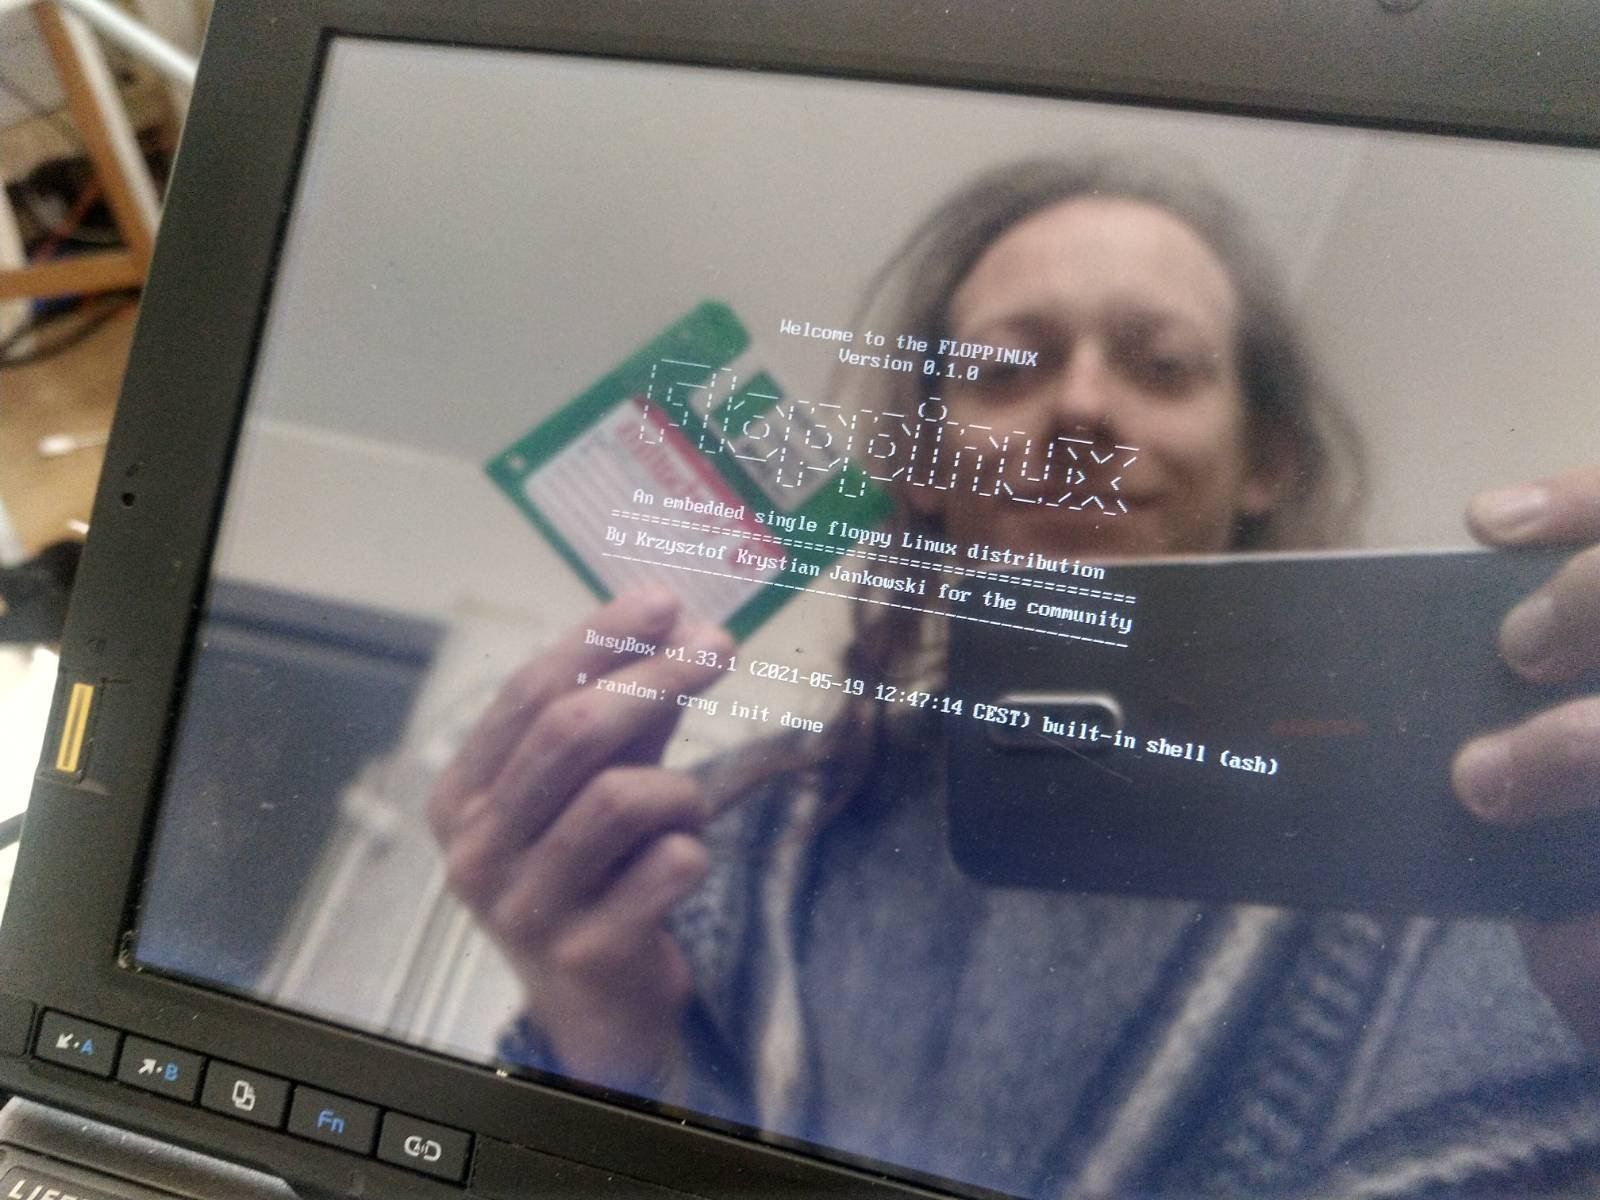 Welcome to the FLOPPINUX
Version 0.1.0
Floppinux
An embedded single floppy Linux distribution
By Krzysztof Krystian Jankowski for the community
BusyBox v1.33.1 (2021-05-19 12:47:14 CEST) built-in shell (ash)
# random: crng init done
A
B
Fn